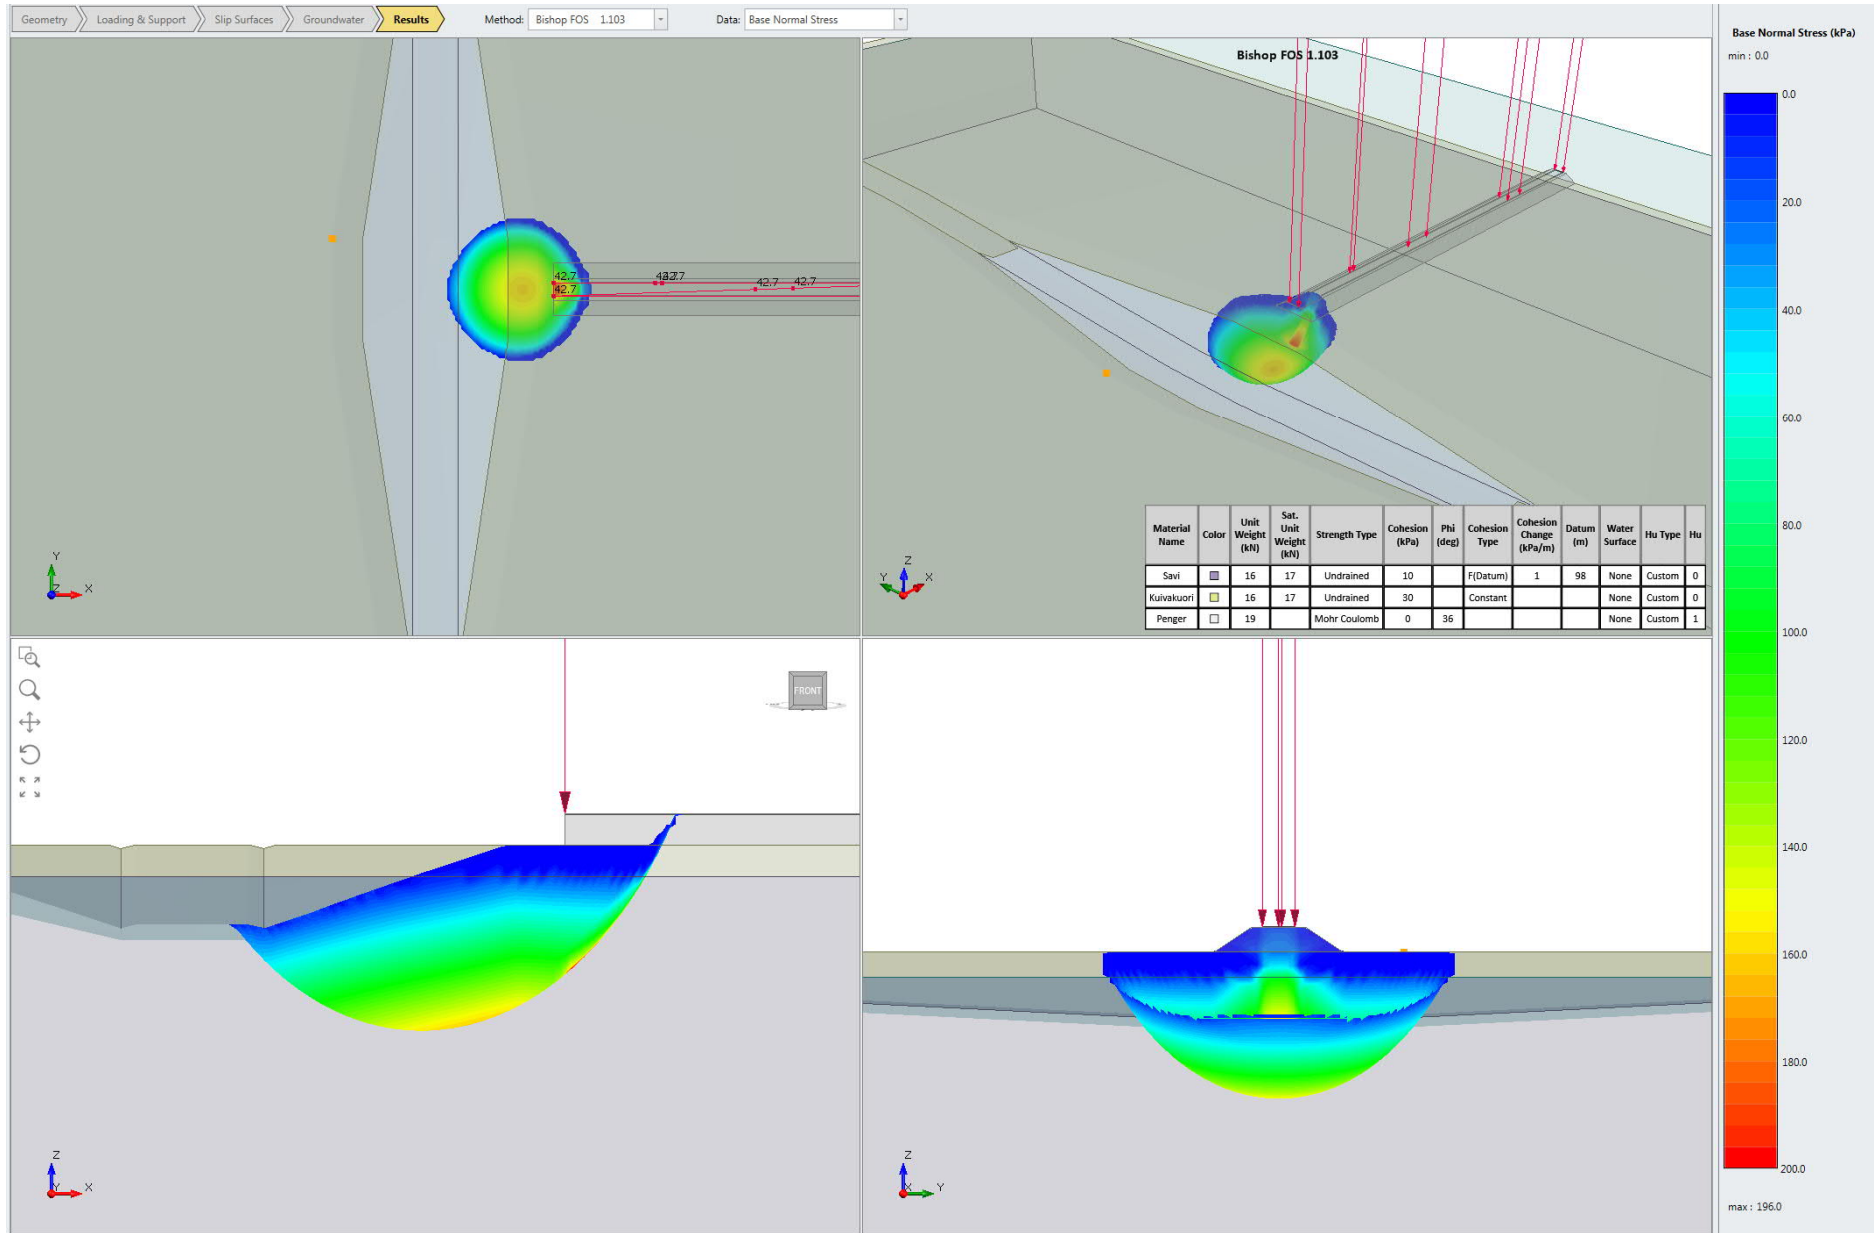 Geometry Loading & Support Slip Surfaces Groundwater Results Method: Bishop FOS 1.103 Data: Base Normal Stress
Base Normal Stress (kPa)
min : 0.0
0.0
20.0
40.0
60.0
80.0
100.0
120.0
140.0
160.0
180.0
200.0
max : 196.0
42.7 42.7 42.7
42.7
Y
Z X
Bishop FOS 1.103
Z
Y X
Material Name Color Unit Weight (kN) Sat. Unit Weight (kN) Strength Type Cohesion (kPa) Phi (deg) Cohesion Type Cohesion Change (kPa/m) Datum (m) Water Surface Hu Type Hu
Savi 16 17 Undrained 10 F(Datum) 1 98 None Custom 0
Kuivakuori 16 17 Undrained 30 Constant None Custom 0
Penger 19 Mohr Coulomb 0 36 None Custom 1
FRONT
Z
Y X
Z
X Y